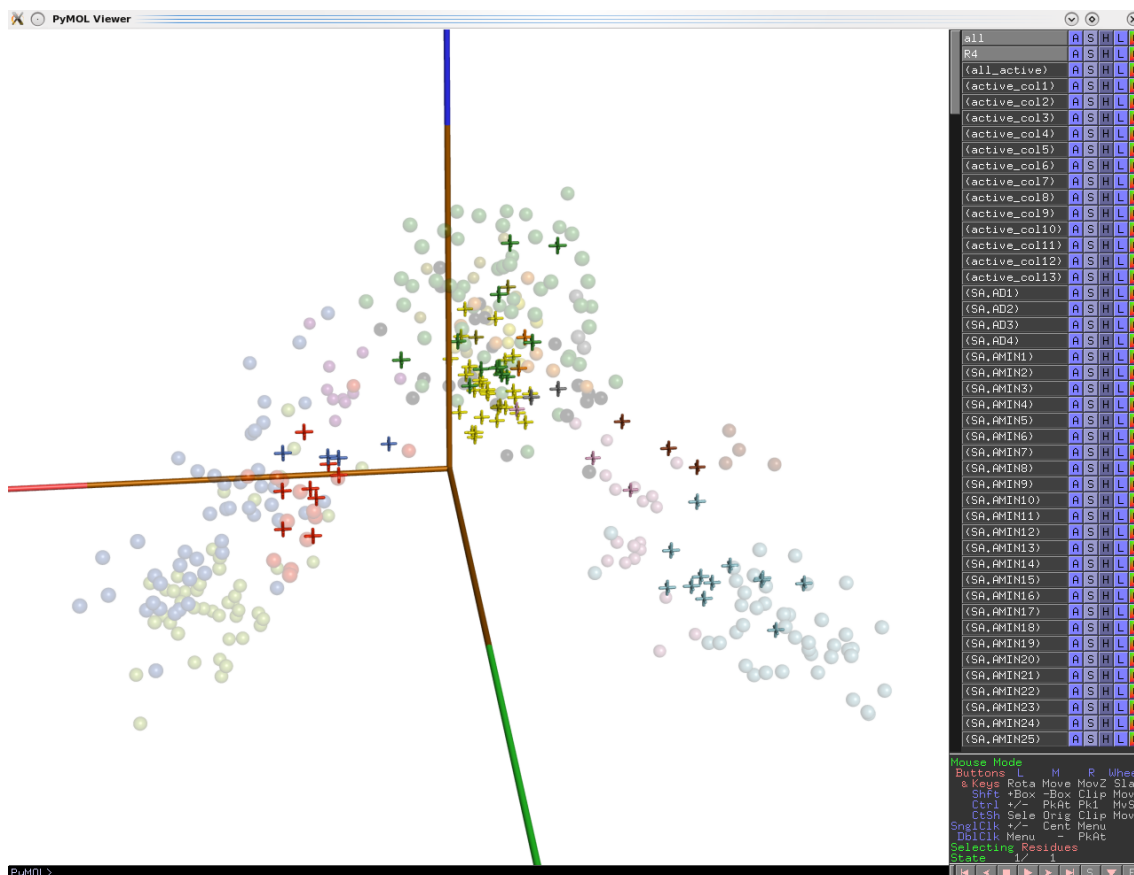 PyMOL Viewer
all A S H L
R4 A S H L
(all_active) A S H L
(active_col1) A S H L
(active_col2) A S H L
(active_col3) A S H L
(active_col4) A S H L
(active_col5) A S H L
(active_col6) A S H L
(active_col7) A S H L
(active_col8) A S H L
(active_col9) A S H L
(active_col10) A S H L
(active_col11) A S H L
(active_col12) A S H L
(active_col13) A S H L
(SA.AD1) A S H L
(SA.AD2) A S H L
(SA.AD3) A S H L
(SA.AD4) A S H L
(SA.AMIN1) A S H L
(SA.AMIN2) A S H L
(SA.AMIN3) A S H L
(SA.AMIN4) A S H L
(SA.AMIN5) A S H L
(SA.AMIN6) A S H L
(SA.AMIN7) A S H L
(SA.AMIN8) A S H L
(SA.AMIN9) A S H L
(SA.AMIN10) A S H L
(SA.AMIN11) A S H L
(SA.AMIN12) A S H L
(SA.AMIN13) A S H L
(SA.AMIN14) A S H L
(SA.AMIN15) A S H L
(SA.AMIN16) A S H L
(SA.AMIN17) A S H L
(SA.AMIN18) A S H L
(SA.AMIN19) A S H L
(SA.AMIN20) A S H L
(SA.AMIN21) A S H L
(SA.AMIN22) A S H L
(SA.AMIN23) A S H L
(SA.AMIN24) A S H L
(SA.AMIN25) A S H L
Mouse Mode
Buttons L M R Whee
& Keys Rota Move MovZ Sla
Shft +Box -Box Clip Mov
Ctrl +/- PkAt Pk1 MvS
CtSh Sele Orig Clip Mov
SnglClk +/- Cent Menu
DblClk Menu - PkAt
Selecting Residues
State 1/ 1
PyMOL>
S F